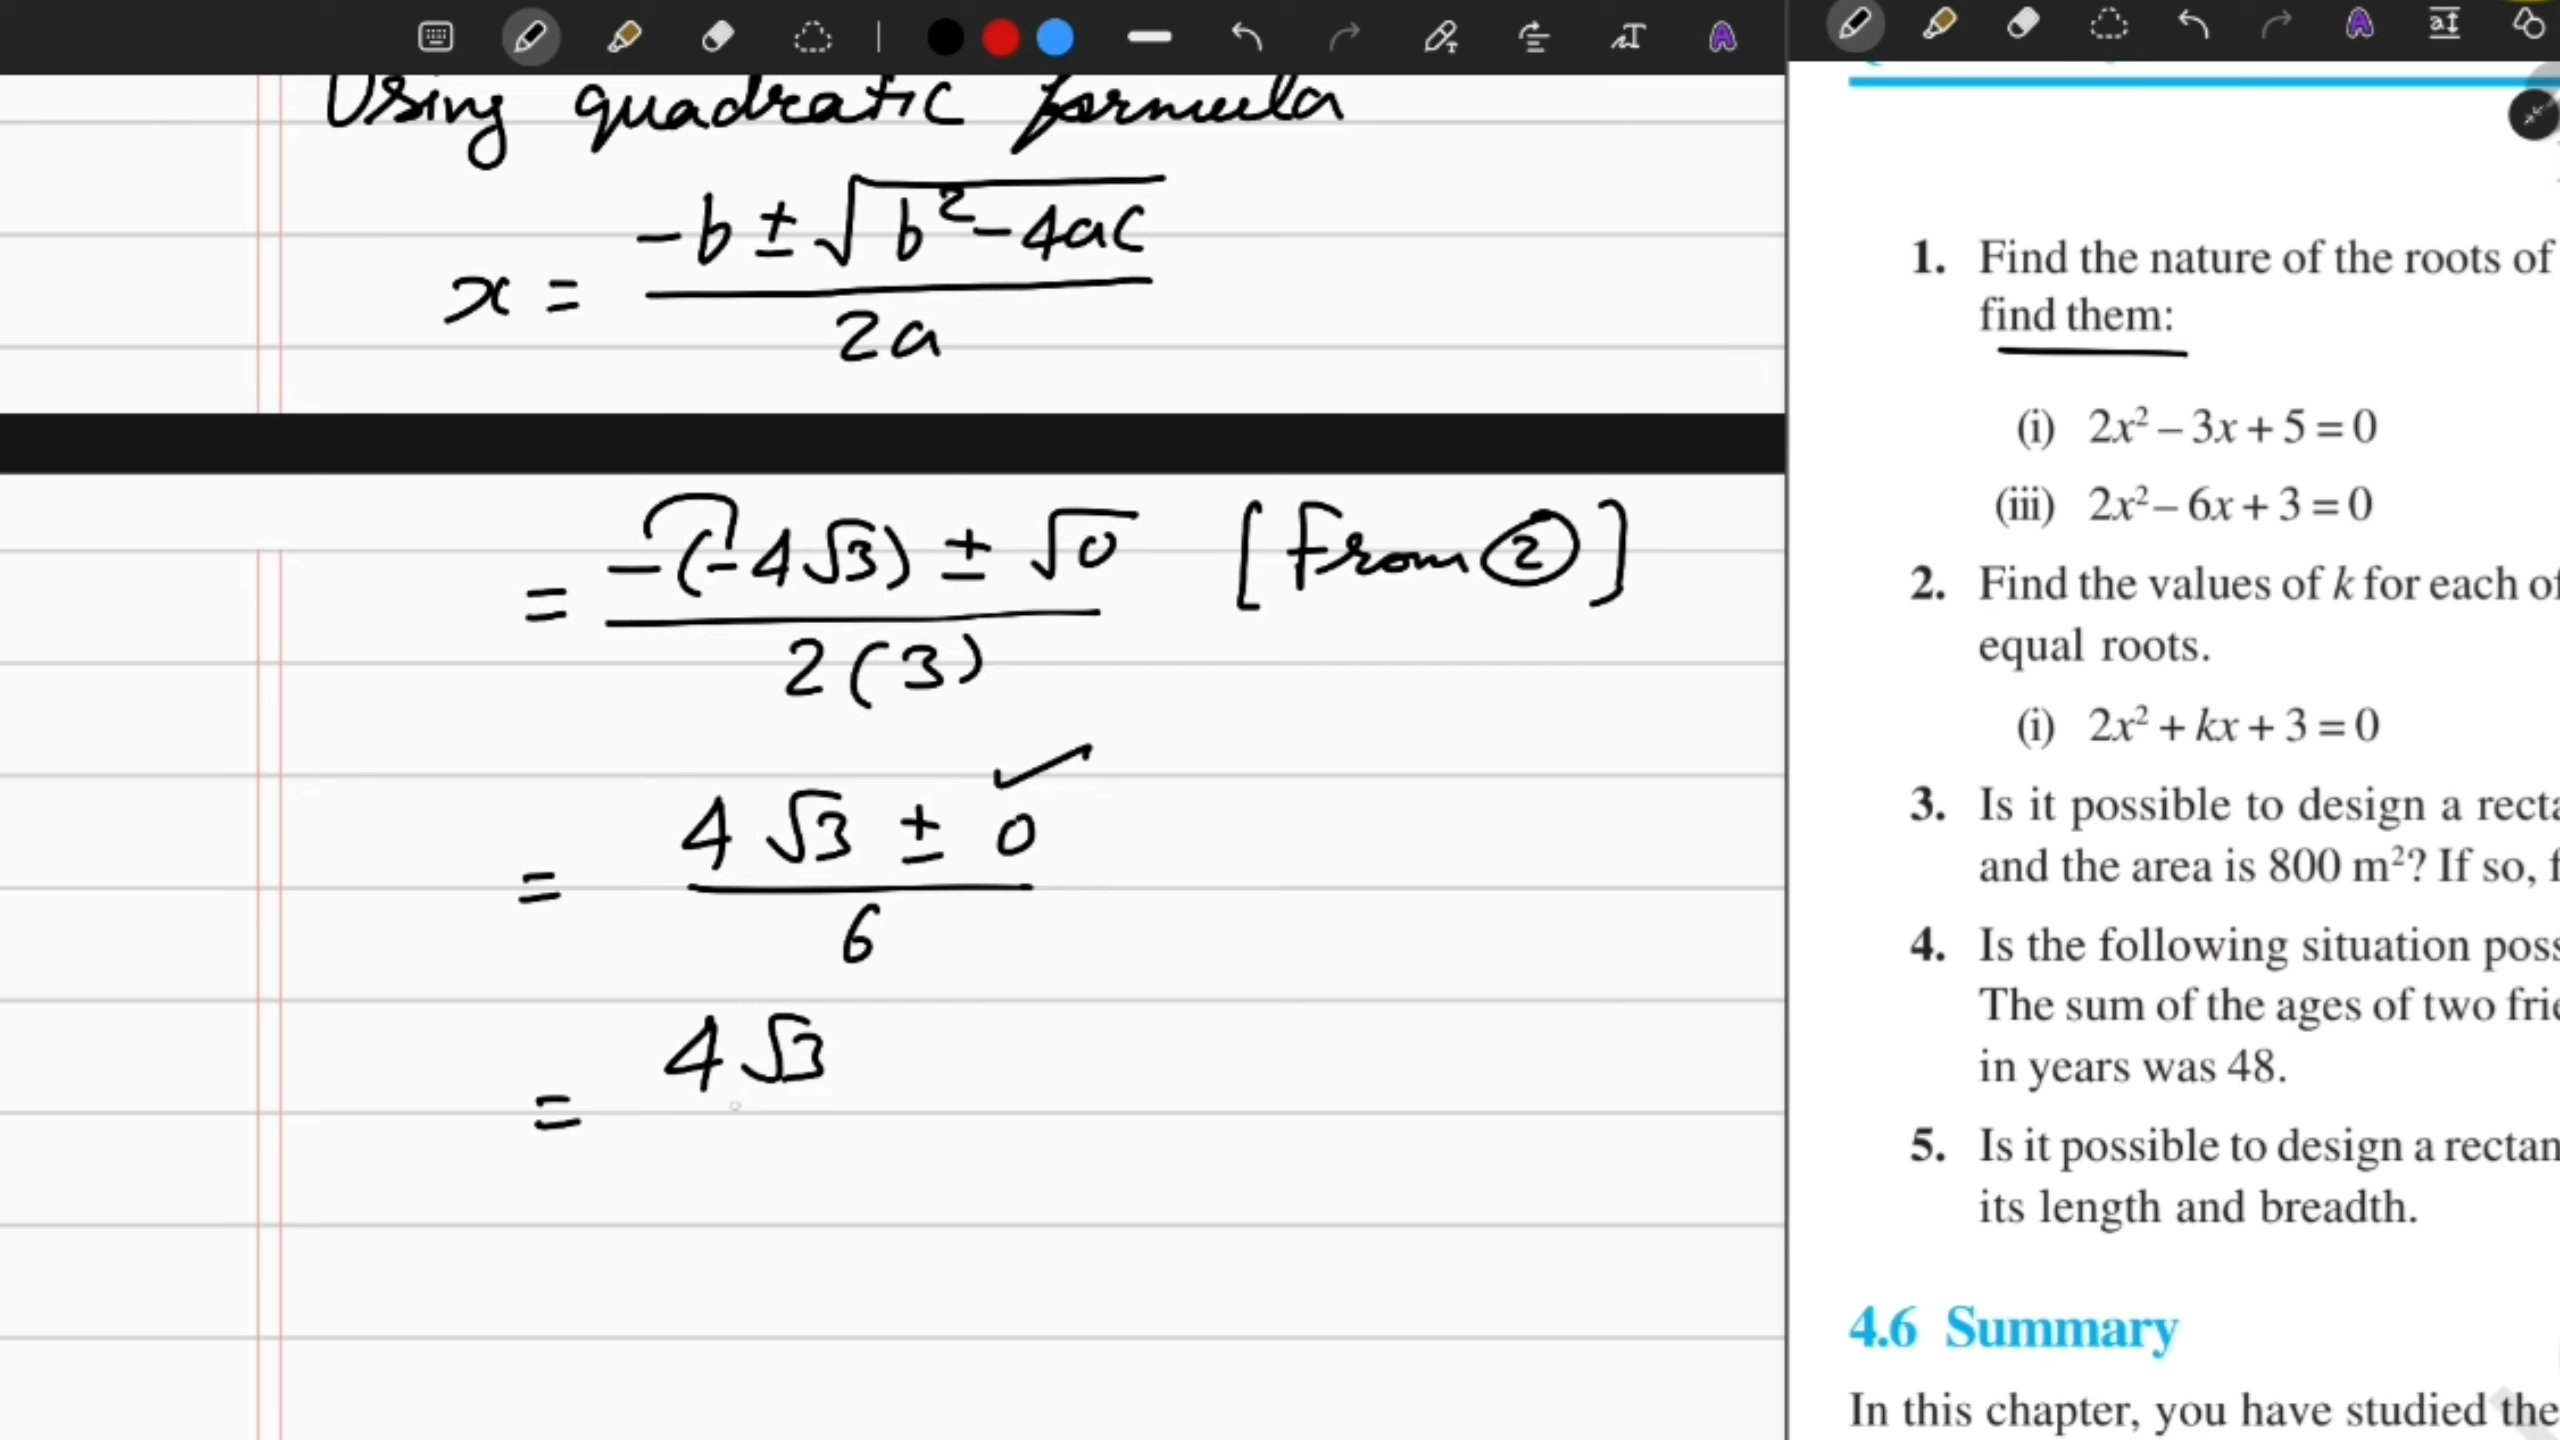 Using quadratic formula
x = -b ± √b² - 4ac / 2a
= -(-4√3) ± √0 / 2(3) [From ②]
= 4√3 ± 0 / 6
= 4√3
1. Find the nature of the roots of
find them:
(i) 2x² – 3x + 5 = 0
(iii) 2x² – 6x + 3 = 0
2. Find the values of k for each of
equal roots.
(i) 2x² + kx + 3 = 0
3. Is it possible to design a recta
and the area is 800 m²? If so, f
4. Is the following situation poss
The sum of the ages of two frie
in years was 48.
5. Is it possible to design a rectan
its length and breadth.
4.6 Summary
In this chapter, you have studied the